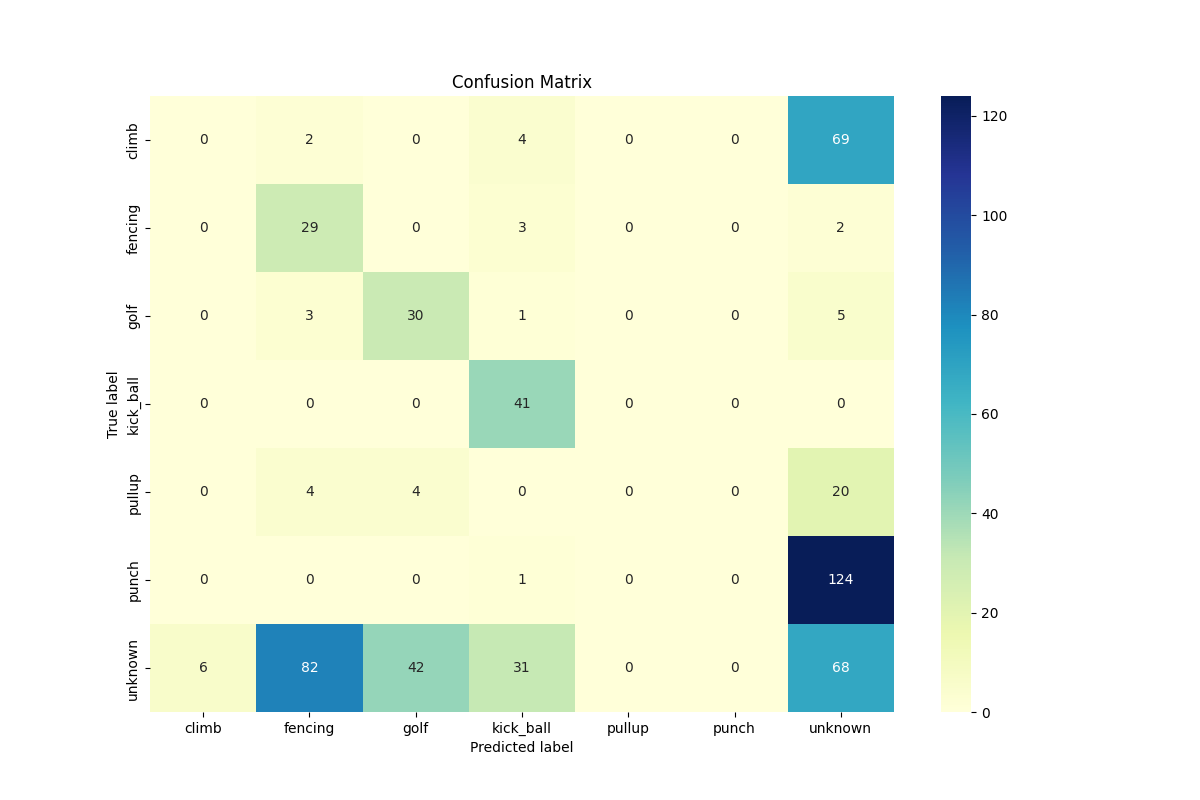 Confusion Matrix
True label
climb 0 2 0 4 0 0 69
fencing 0 29 0 3 0 0 2
golf 0 3 30 1 0 0 5
kick_ball 0 0 0 41 0 0 0
pullup 0 4 4 0 0 0 20
punch 0 0 0 1 0 0 124
unknown 6 82 42 31 0 0 68
climb fencing golf kick_ball pullup punch unknown
Predicted label
120
100
80
60
40
20
0